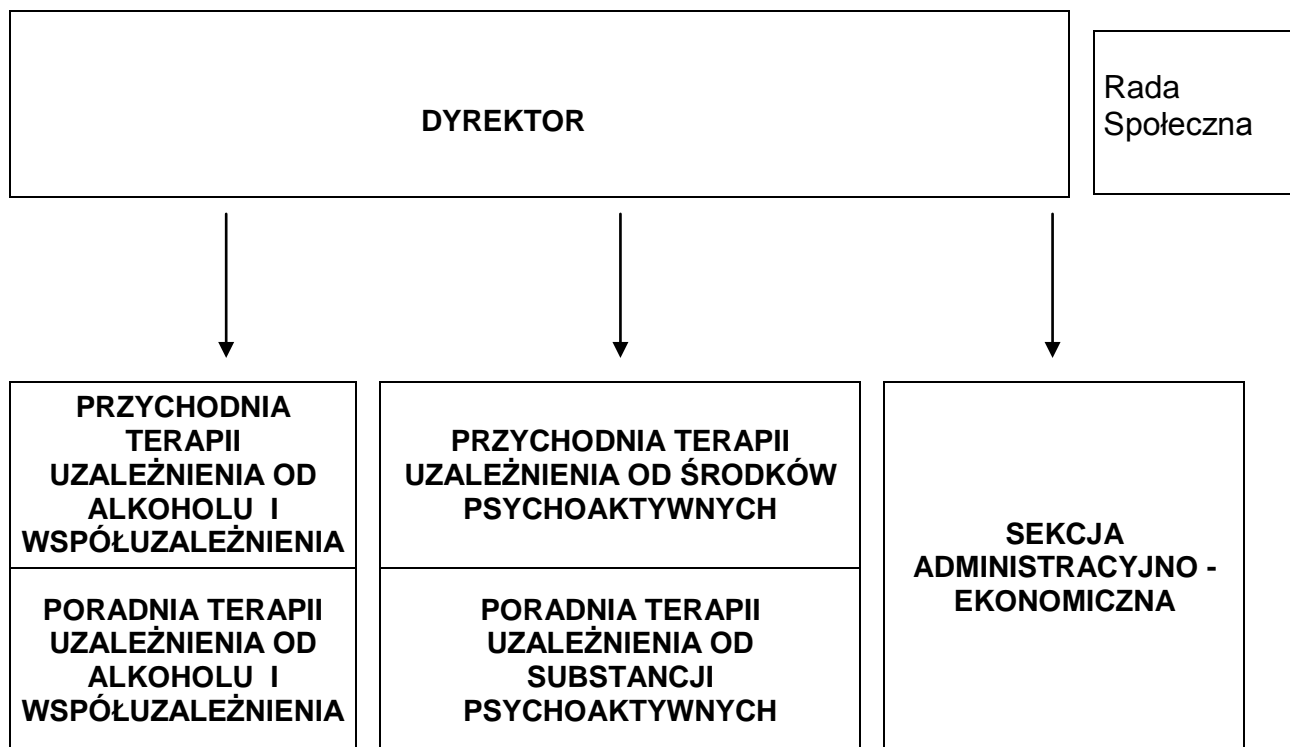 DYREKTOR
Rada
Społeczna
PRZYCHODNIA
TERAPII
UZALEŻNIENIA OD
ALKOHOLU I
WSPÓŁUZALEŻNIENIA
PORADNIA TERAPII
UZALEŻNIENIA OD
ALKOHOLU I
WSPÓŁUZALEŻNIENIA
PRZYCHODNIA TERAPII
UZALEŻNIENIA OD ŚRODKÓW
PSYCHOAKTYWNYCH
PORADNIA TERAPII
UZALEŻNIENIA OD
SUBSTANCJI
PSYCHOAKTYWNYCH
SEKCJA
ADMINISTRACYJNO -
EKONOMICZNA